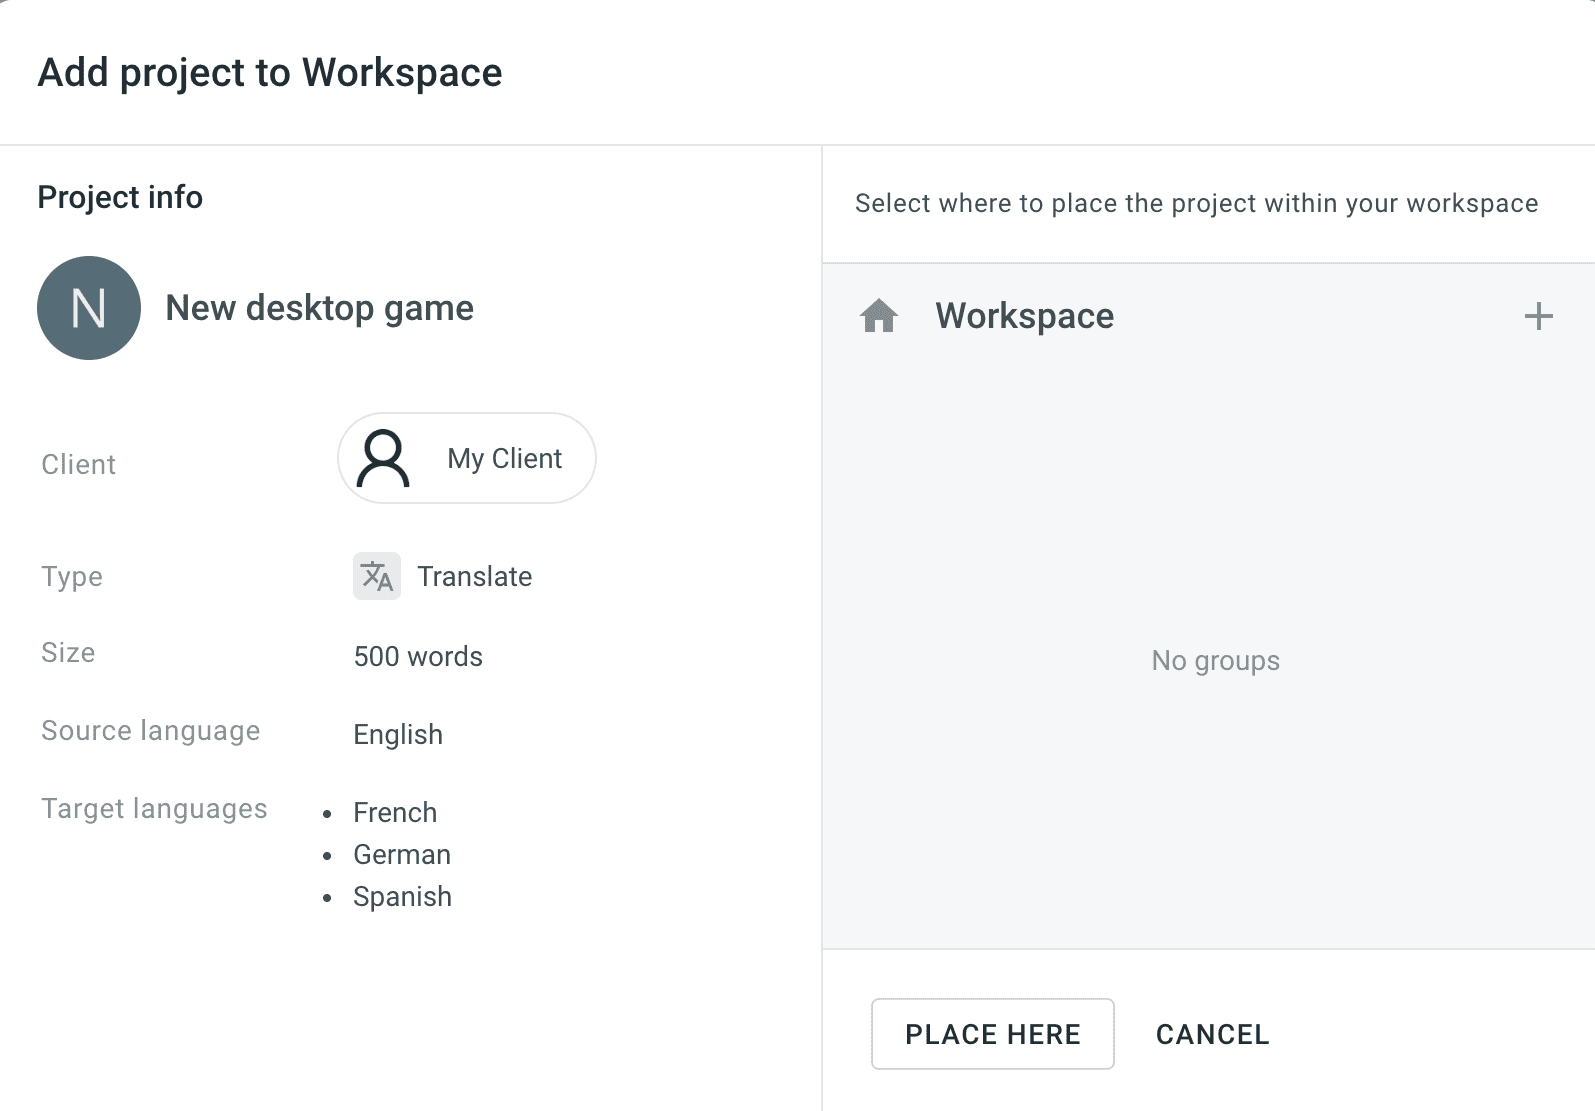 Add project to Workspace
Project info
N
New desktop game
Client
My Client
Type
Translate
Size
500 words
Source language
English
Target languages
• French
• German
• Spanish
Select where to place the project within your workspace
Workspace
No groups
PLACE HERE
CANCEL